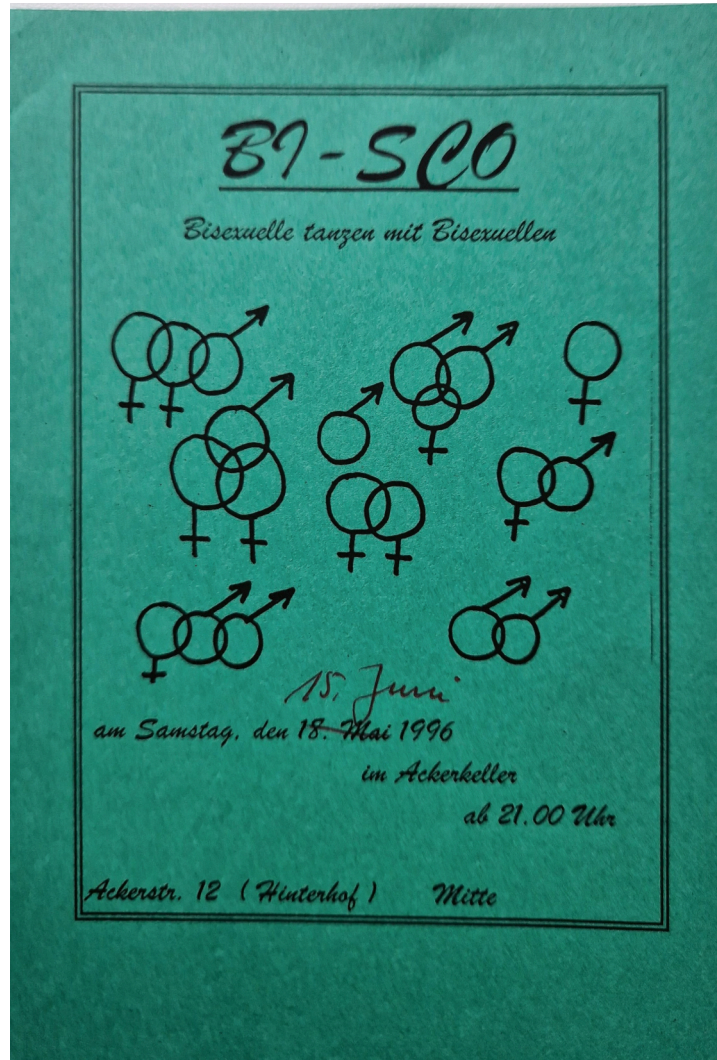 BI-SCO
Bisexuelle tanzen mit Bisexuellen
15. Juni
am Samstag, den 18. Mai 1996
im Ackerkeller
ab 21.00 Uhr
Ackerstr. 12 (Hinterhof) Mitte